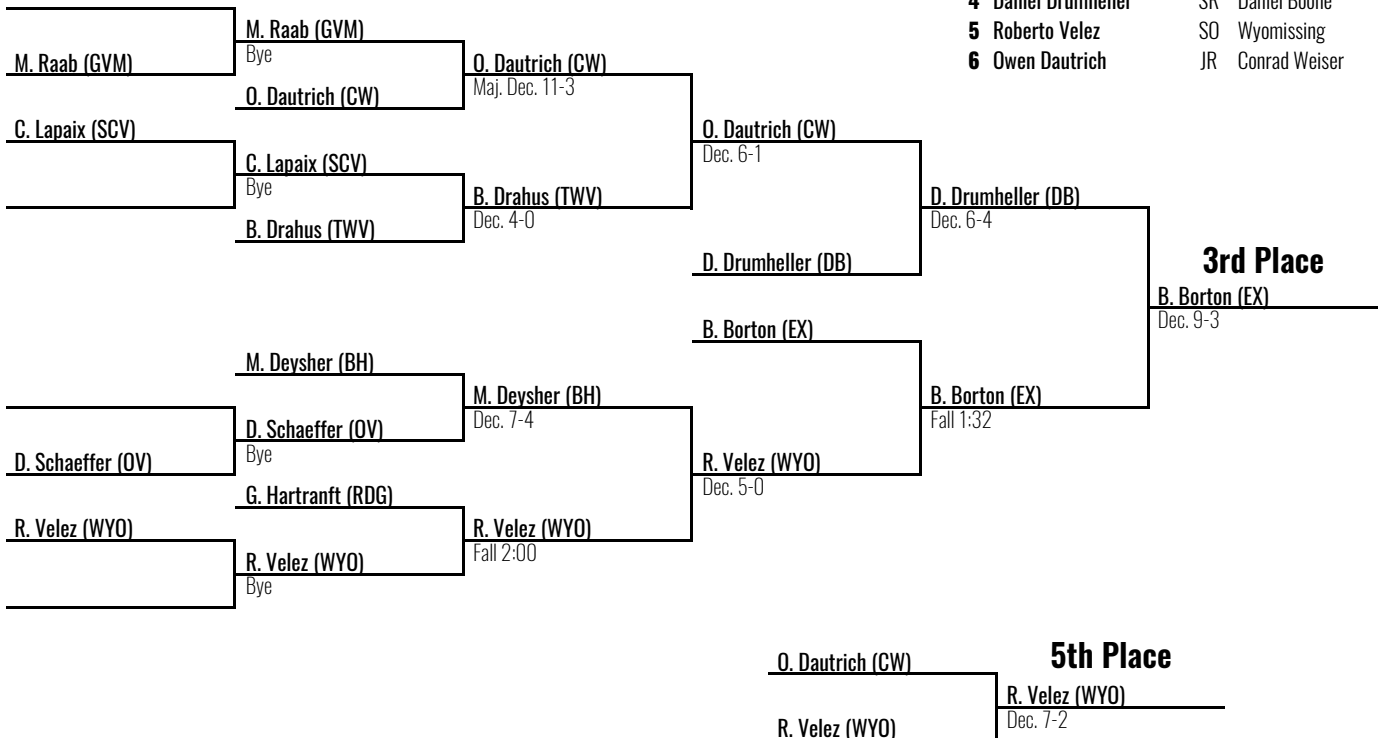 4 Daniel Drumheller SR Daniel Boone
5 Roberto Velez SO Wyomissing
6 Owen Dautrich JR Conrad Weiser
M. Raab (GVM)
M. Raab (GVM)
Bye
O. Dautrich (CW)
O. Dautrich (CW)
Maj. Dec. 11-3
C. Lapaix (SCV)
C. Lapaix (SCV)
Bye
B. Drahus (TWV)
B. Drahus (TWV)
Dec. 4-0
O. Dautrich (CW)
Dec. 6-1
D. Drumheller (DB)
D. Drumheller (DB)
Dec. 6-4
3rd Place
B. Borton (EX)
Dec. 9-3
B. Borton (EX)
B. Borton (EX)
Fall 1:32
M. Deysher (BH)
M. Deysher (BH)
Dec. 7-4
D. Schaeffer (OV)
Bye
D. Schaeffer (OV)
R. Velez (WYO)
Dec. 5-0
G. Hartranft (RDG)
R. Velez (WYO)
R. Velez (WYO)
Fall 2:00
R. Velez (WYO)
Bye
5th Place
O. Dautrich (CW)
R. Velez (WYO)
Dec. 7-2
R. Velez (WYO)